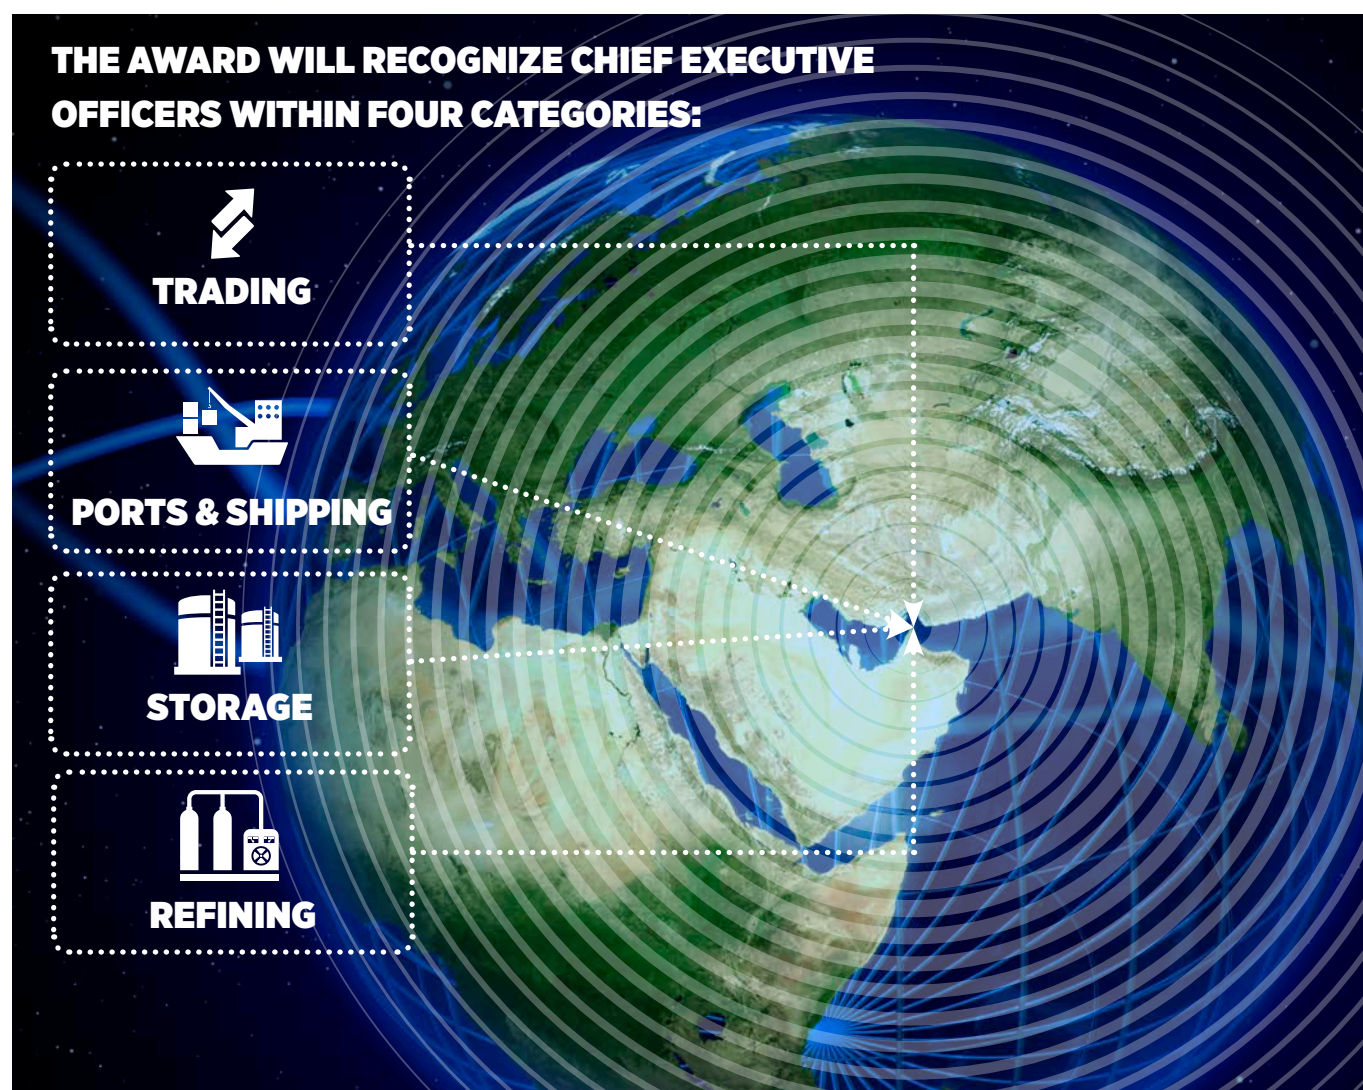 THE AWARD WILL RECOGNIZE CHIEF EXECUTIVE
OFFICERS WITHIN FOUR CATEGORIES:
TRADING
PORTS & SHIPPING
STORAGE
REFINING